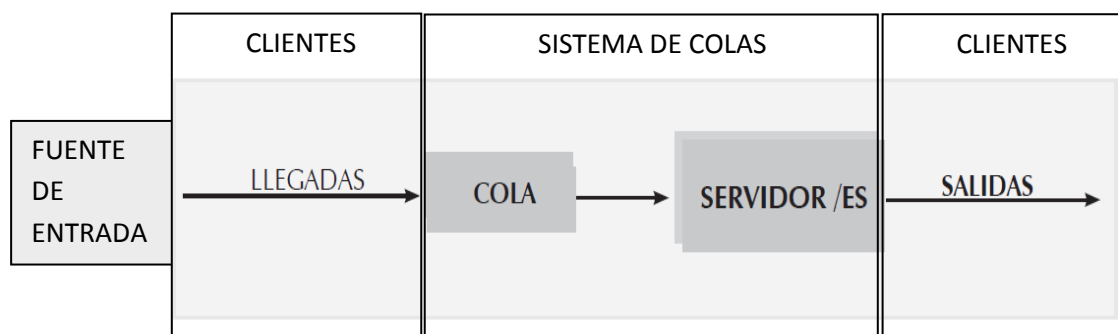 CLIENTES
SISTEMA DE COLAS
CLIENTES
FUENTE
DE
ENTRADA
LLEGADAS
COLA
SERVIDOR /ES
SALIDAS